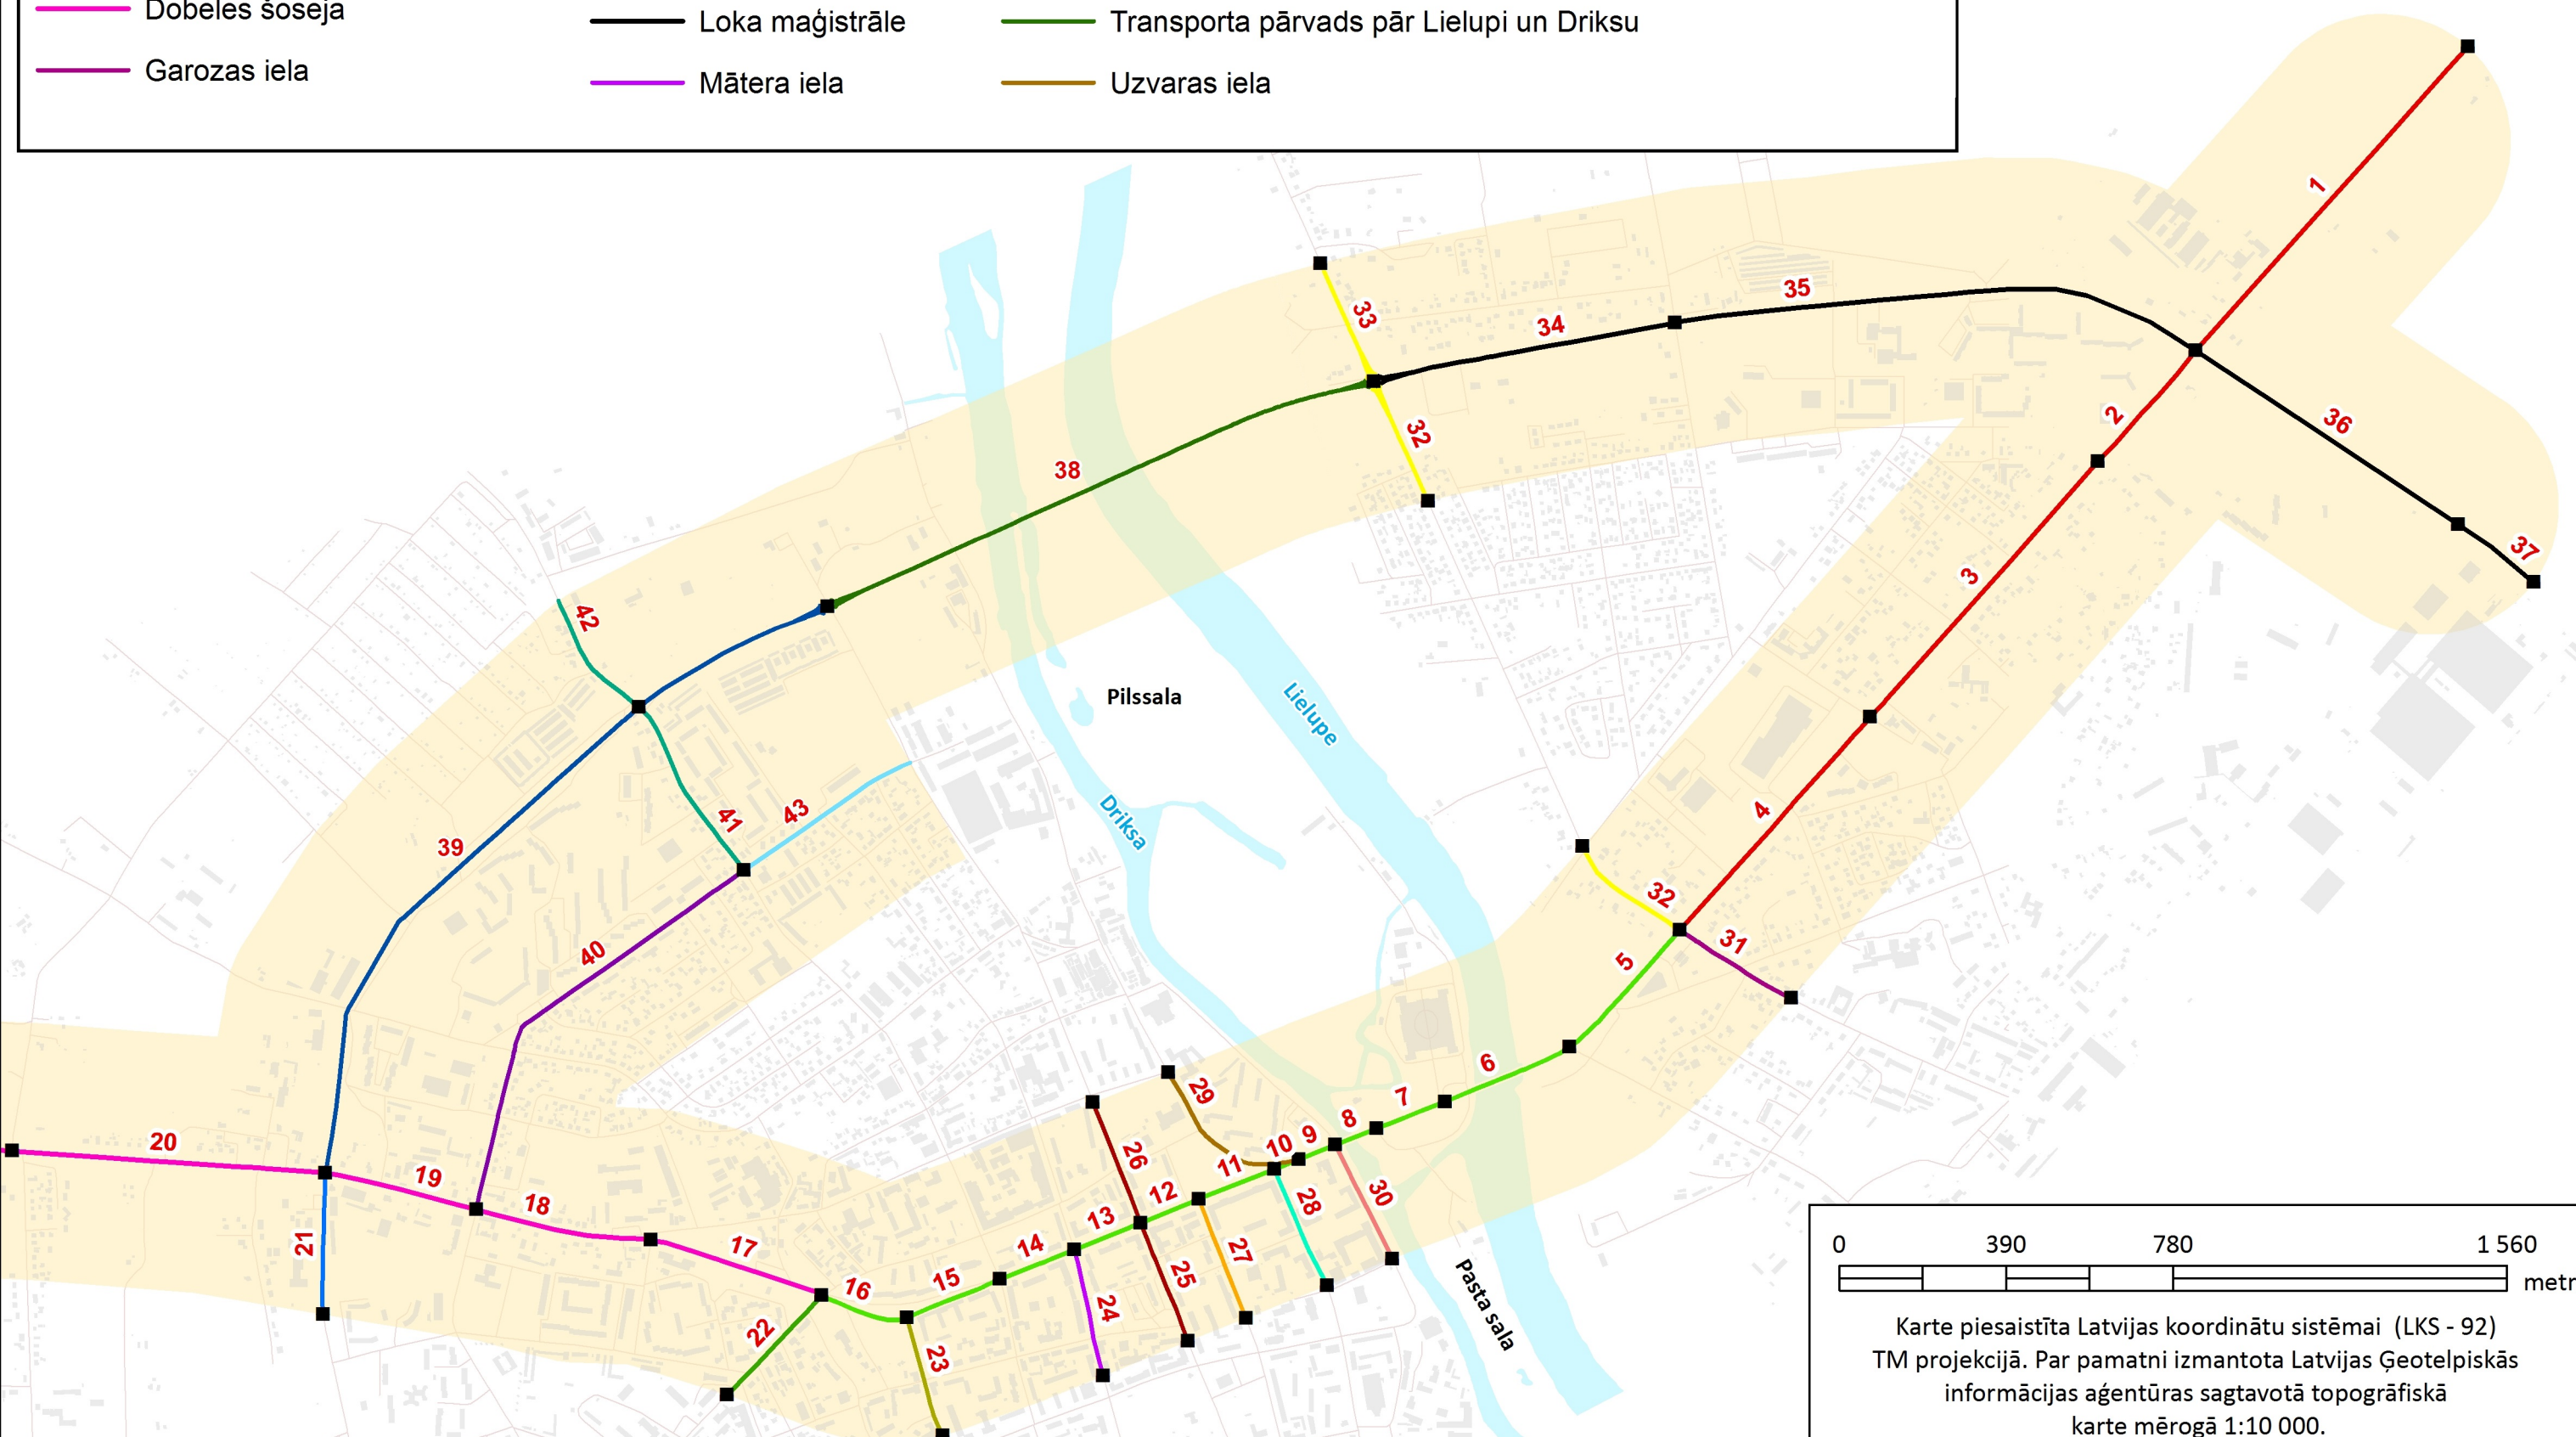 Dobeles šoseja
Loka maģistrāle
Transporta pārvads pār Lielupi un Driksu
Garozas iela
Mātera iela
Uzvaras iela
1
35
33
34
2
36
32
38
37
3
42
Pilssala
Lielupe
4
41
43
Driksa
39
32
31
40
5
6
29
7
8
9
10
20
26
11
19
12
30
28
18
13
21
17
14
27
25
15
16
24
22
23
Pasta sala
0 390 780 1 560
metr
Karte piesaistīta Latvijas koordinātu sistēmai (LKS - 92)
TM projekcijā. Par pamatni izmantota Latvijas Ģeotelpiskās
informācijas aģentūras sagtavotā topogrāfiskā
karte mērogā 1:10 000.